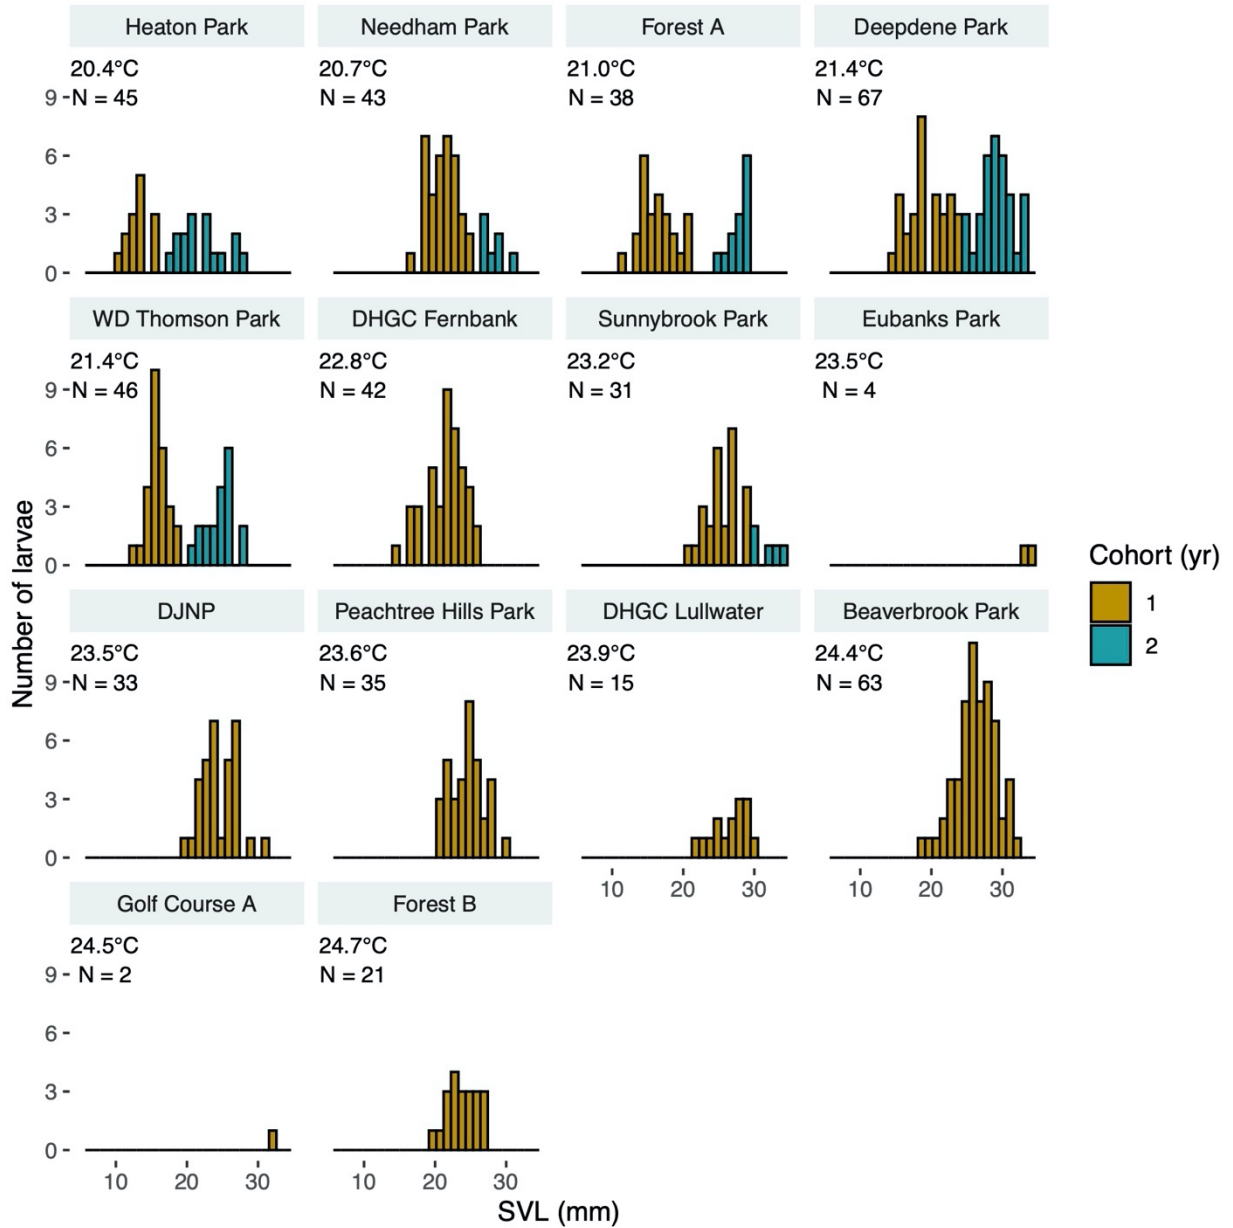 Heaton Park
Needham Park
Forest A
Deepdene Park
20.4°C
N = 45
20.7°C
N = 43
21.0°C
N = 38
21.4°C
N = 67
9
6
3
0
WD Thomson Park
DHGC Fernbank
Sunnybrook Park
Eubanks Park
21.4°C
N = 46
22.8°C
N = 42
23.2°C
N = 31
23.5°C
N = 4
9
6
3
0
DJNP
Peachtree Hills Park
DHGC Lullwater
Beaverbrook Park
23.5°C
N = 33
23.6°C
N = 35
23.9°C
N = 15
24.4°C
N = 63
9
6
3
0
10 20 30
10 20 30
Golf Course A
Forest B
24.5°C
N = 2
24.7°C
N = 21
9
6
3
0
10 20 30
10 20 30
SVL (mm)
Number of larvae
Cohort (yr)
1
2